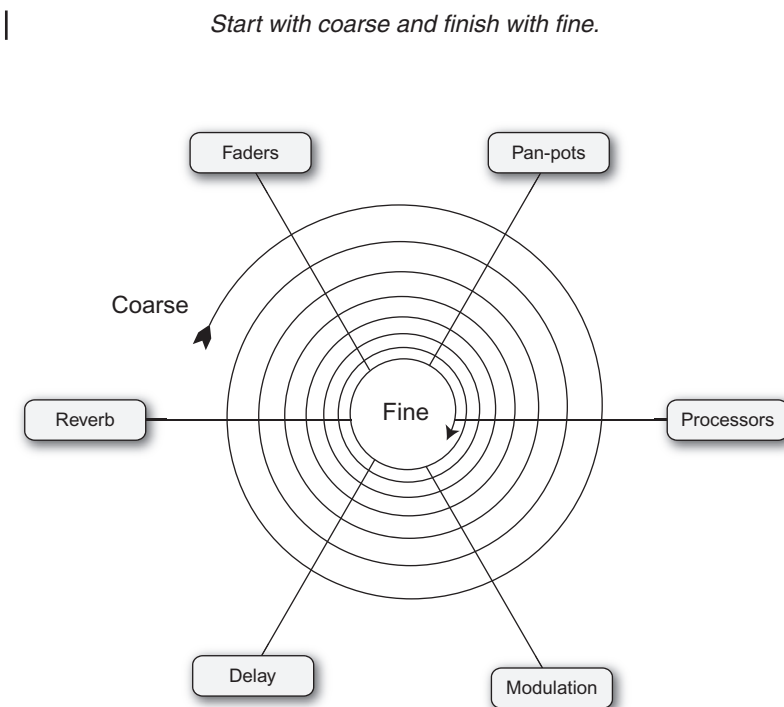 Start with coarse and finish with fine.
Faders
Pan-pots
Coarse
Reverb
Fine
Processors
Delay
Modulation